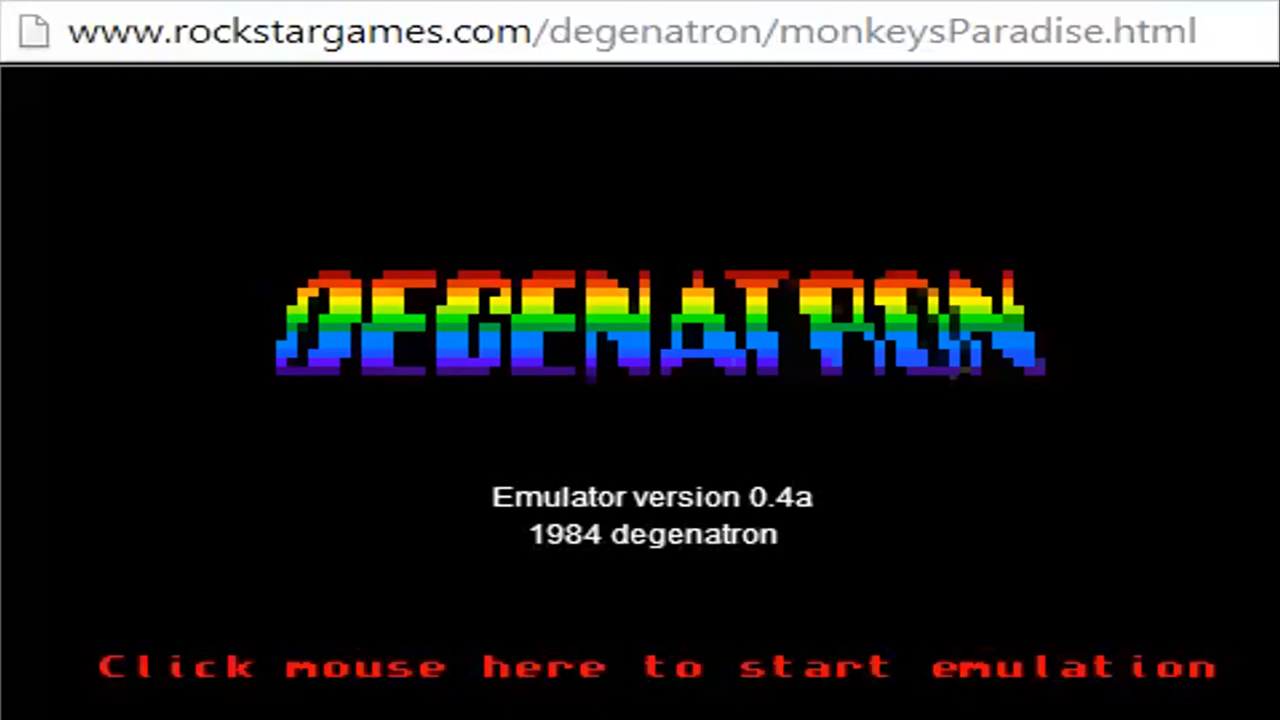 www.rockstargames.com/degenatron/monkeysParadise.html
DEGENATRON
Emulator version 0.4a
1984 degenatron
Click mouse here to start emulation